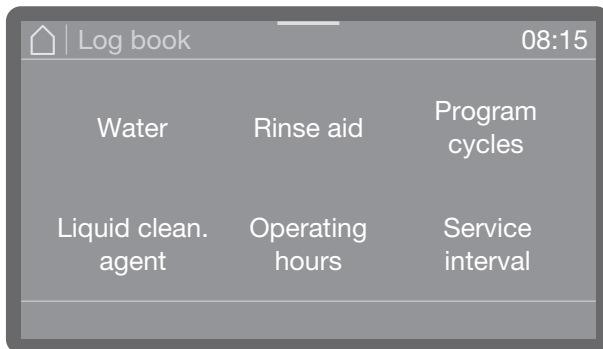 Log book 08:15
Water Rinse aid Program
cycles
Liquid clean.
agent Operating
hours Service
interval